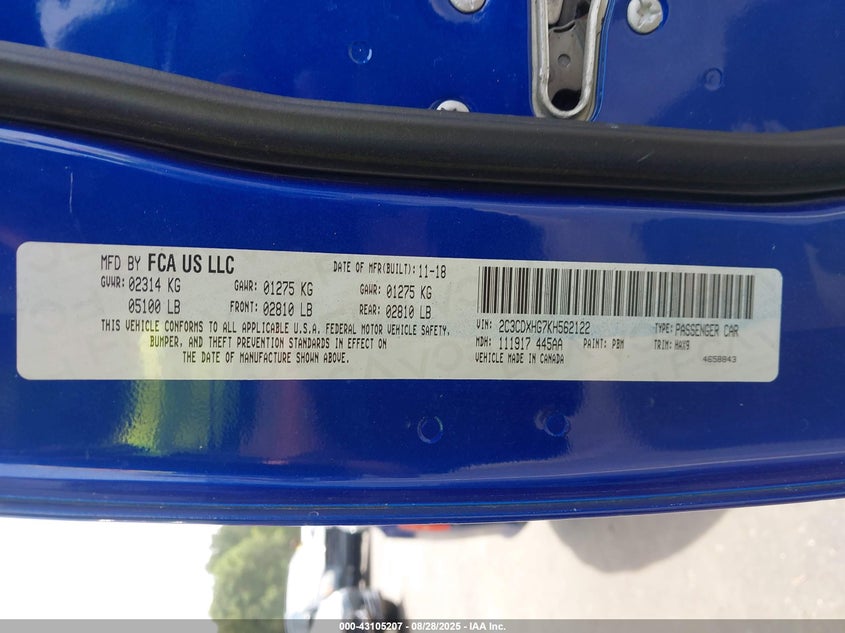 MFD BY FCA US LLC DATE OF MFR(BUILT): 11-18
GVWR: 02314 KG GAWR: 01275 KG GAWR: 01275 KG
05100 LB FRONT: 02810 LB REAR: 02810 LB
THIS VEHICLE CONFORMS TO ALL APPLICABLE U.S.A. FEDERAL MOTOR VEHICLE SAFETY,
BUMPER, AND THEFT PREVENTION STANDARDS IN EFFECT ON
THE DATE OF MANUFACTURE SHOWN ABOVE.
VIN: 2C3CDXHG7KH562122 TYPE: PASSENGER CAR
MDH: 111917 445AA PAINT: PBM TRIM: HAX9
VEHICLE MADE IN CANADA 4658843
000-43105207 - 08/28/2025 - IAA Inc.